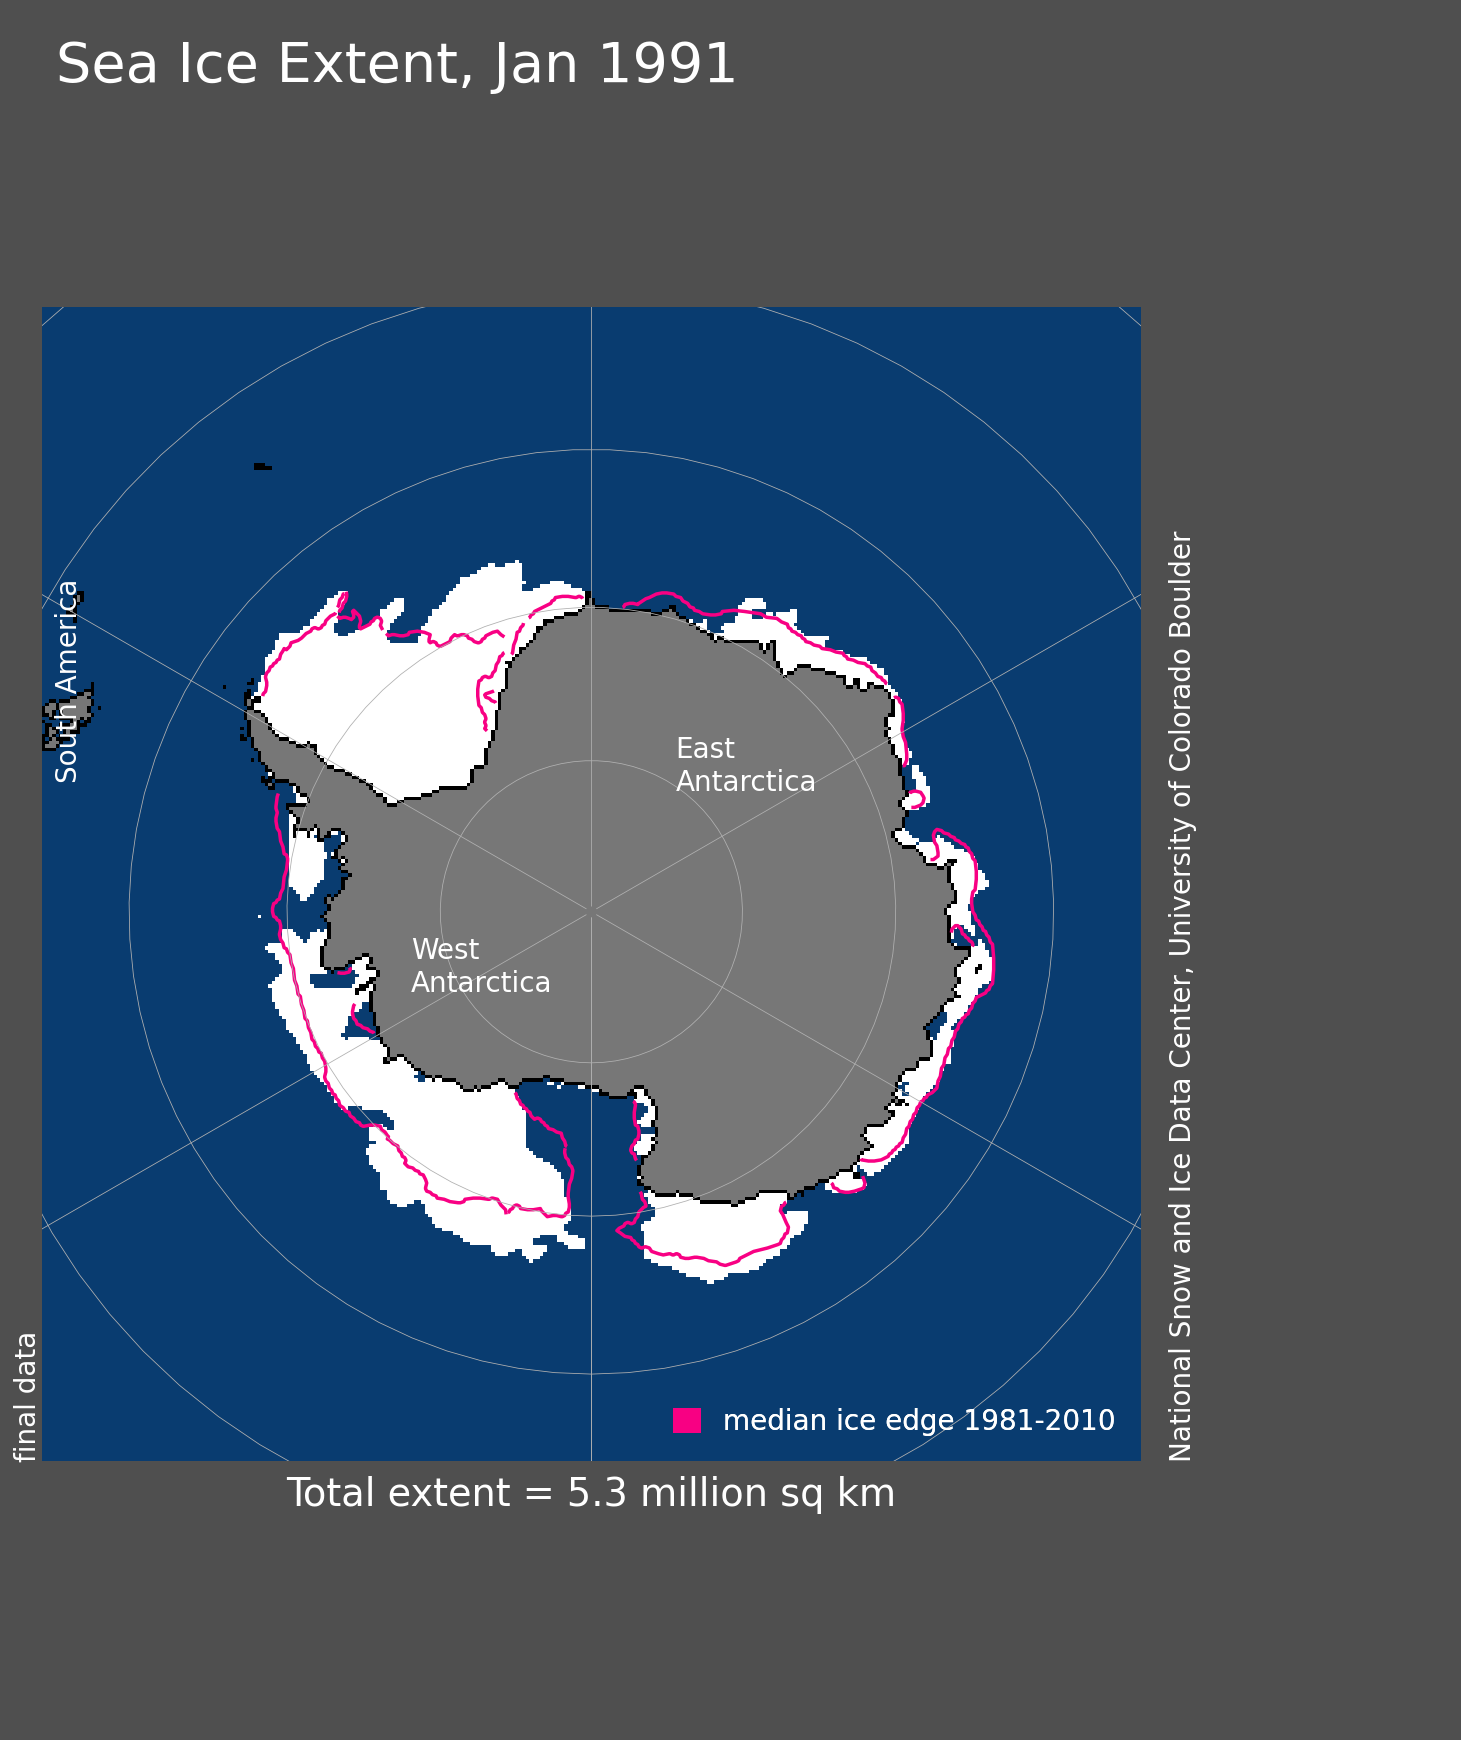 Sea Ice Extent, Jan 1991
South America
East
Antarctica
West
Antarctica
median ice edge 1981-2010
final data
National Snow and Ice Data Center, University of Colorado Boulder
Total extent = 5.3 million sq km